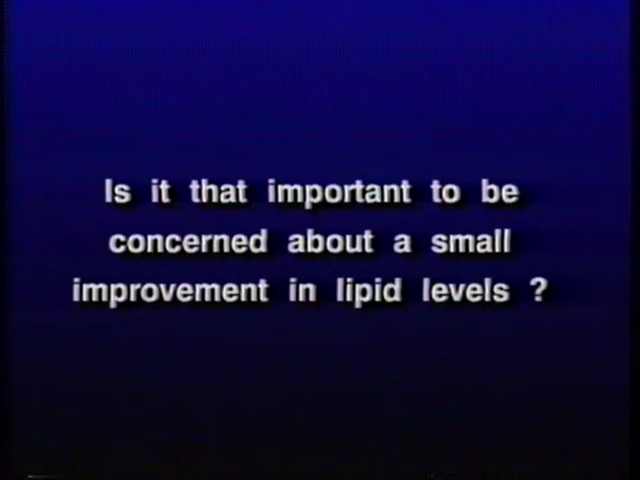 Is it that important to be
concerned about a small
improvement in lipid levels ?